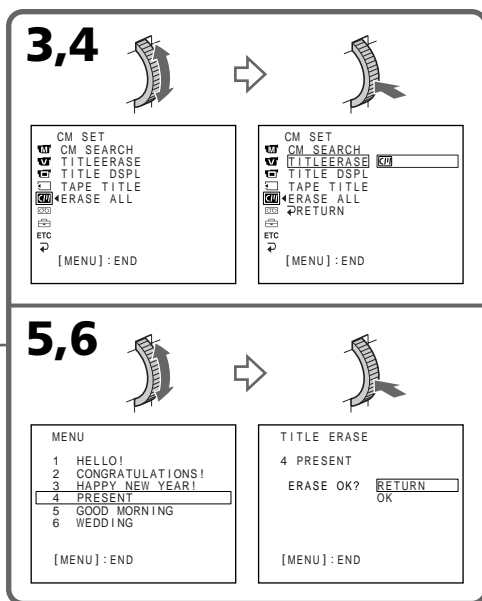 3,4
CM SET
CM SEARCH
TITLEERASE
TITLE DSPL
TAPE TITLE
ERASE ALL
ETC
[MENU] : END
CM SET
CM SEARCH
TITLEERASE
TITLE DSPL
TAPE TITLE
ERASE ALL
RETURN
ETC
[MENU] : END
5,6
MENU
1 HELLO!
2 CONGRATULATIONS!
3 HAPPY NEW YEAR!
4 PRESENT
5 GOOD MORNING
6 WEDDING
[MENU] : END
TITLE ERASE
4 PRESENT
ERASE OK? RETURN
OK
[MENU] : END